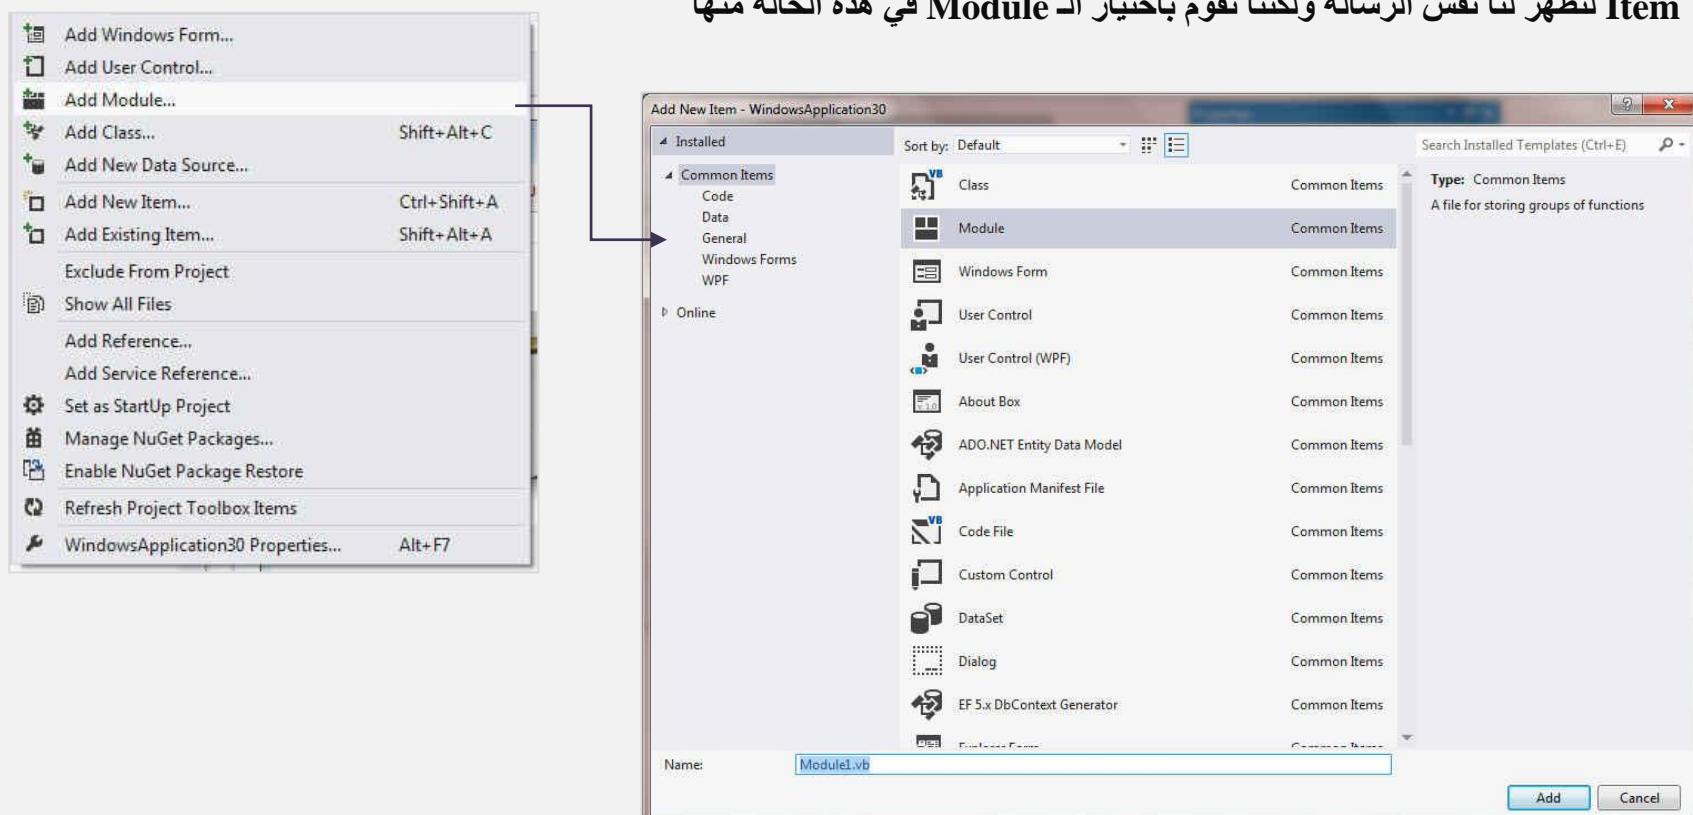 Item لتظهر لنا نفس الرسالة ولكننا نقوم باختيار الـ Module في هذه الحالة منها
Add Windows Form...
Add User Control...
Add Module...
Add Class... Shift+Alt+C
Add New Data Source...
Add New Item... Ctrl+Shift+A
Add Existing Item... Shift+Alt+A
Exclude From Project
Show All Files
Add Reference...
Add Service Reference...
Set as StartUp Project
Manage NuGet Packages...
Enable NuGet Package Restore
Refresh Project Toolbox Items
WindowsApplication30 Properties... Alt+F7
Add New Item - WindowsApplication30
Installed
Common Items
Code
Data
General
Windows Forms
WPF
Online
Sort by: Default
Class Common Items
Module Common Items
Windows Form Common Items
User Control Common Items
User Control (WPF) Common Items
About Box Common Items
ADO.NET Entity Data Model Common Items
Application Manifest File Common Items
Code File Common Items
Custom Control Common Items
DataSet Common Items
Dialog Common Items
EF 5.x DbContext Generator Common Items
Search Installed Templates (Ctrl+E)
Type: Common Items
A file for storing groups of functions
Name: Module1.vb
Add Cancel